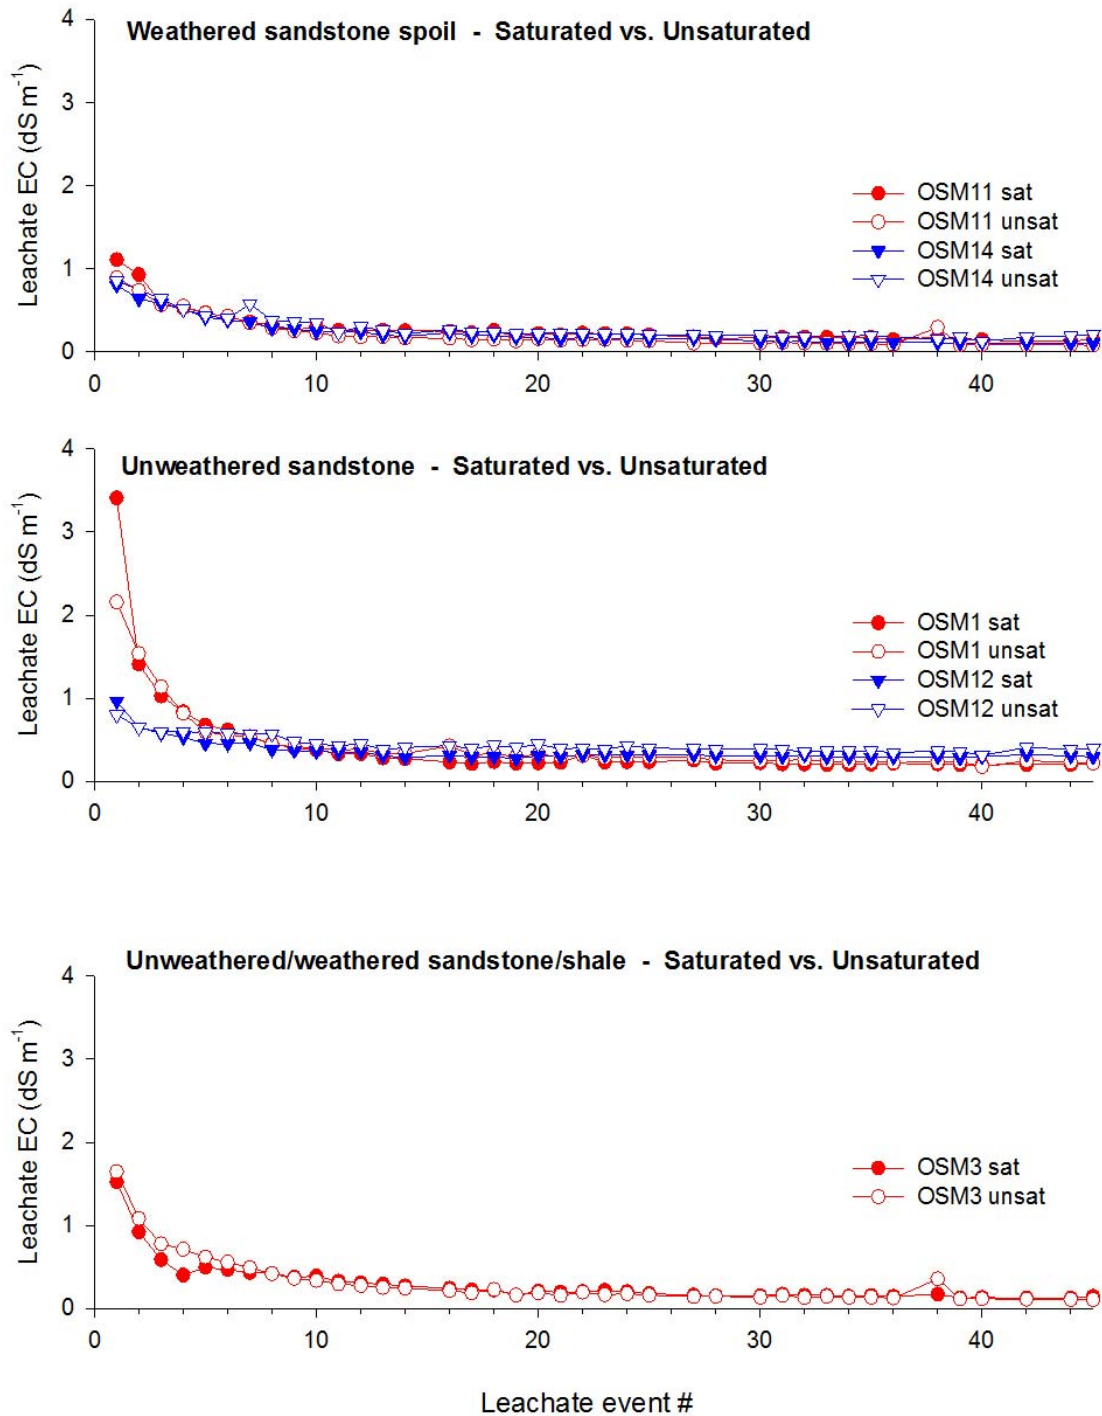 Weathered sandstone spoil - Saturated vs. Unsaturated
Leachate EC (dS m-1)
4
3
2
1
0
OSM11 sat
OSM11 unsat
OSM14 sat
OSM14 unsat
0 10 20 30 40
Unweathered sandstone - Saturated vs. Unsaturated
Leachate EC (dS m-1)
4
3
2
1
0
OSM1 sat
OSM1 unsat
OSM12 sat
OSM12 unsat
0 10 20 30 40
Unweathered/weathered sandstone/shale - Saturated vs. Unsaturated
Leachate EC (dS m-1)
4
3
2
1
0
OSM3 sat
OSM3 unsat
0 10 20 30 40
Leachate event #